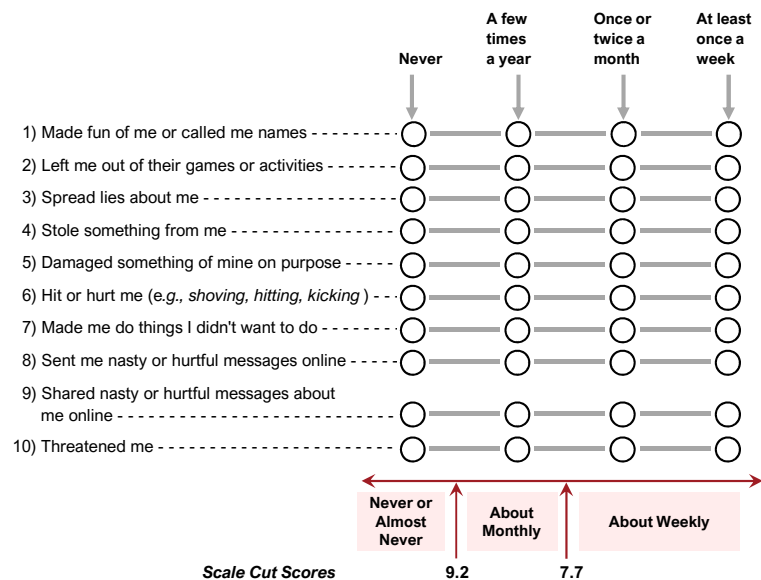 Never
A few
times
a year
Once or
twice a
month
At least
once a
week
1) Made fun of me or called me names - - - - - - - - -
2) Left me out of their games or activities - - - - - - - -
3) Spread lies about me - - - - - - - - - - - - - - - - - - - -
4) Stole something from me - - - - - - - - - - - - - - - - -
5) Damaged something of mine on purpose - - - - - -
6) Hit or hurt me (e.g., shoving, hitting, kicking ) - - -
7) Made me do things I didn't want to do - - - - - - - - -
8) Sent me nasty or hurtful messages online - - - - - -
9) Shared nasty or hurtful messages about
me online - - - - - - - - - - - - - - - - - - - - - - - - - - - -
10) Threatened me - - - - - - - - - - - - - - - - - - - - - - - - -
Never or
Almost
Never
About
Monthly
About Weekly
Scale Cut Scores 9.2 7.7